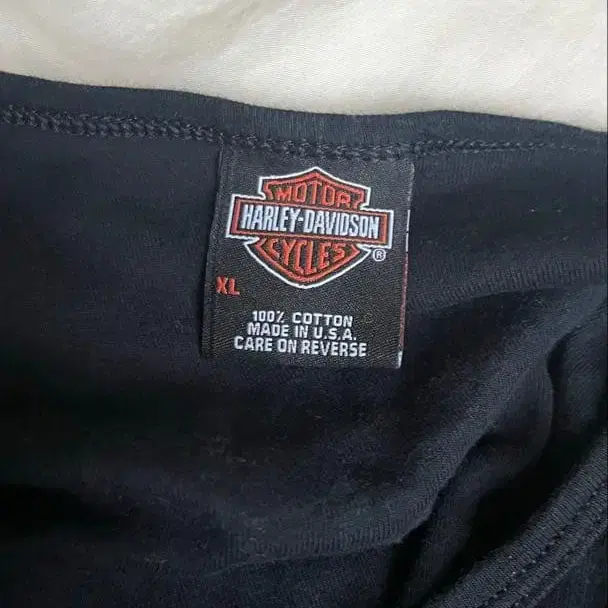 MOTOR
HARLEY-DAVIDSON
CYCLES
®
XL
100% COTTON
MADE IN U.S.A.
CARE ON REVERSE